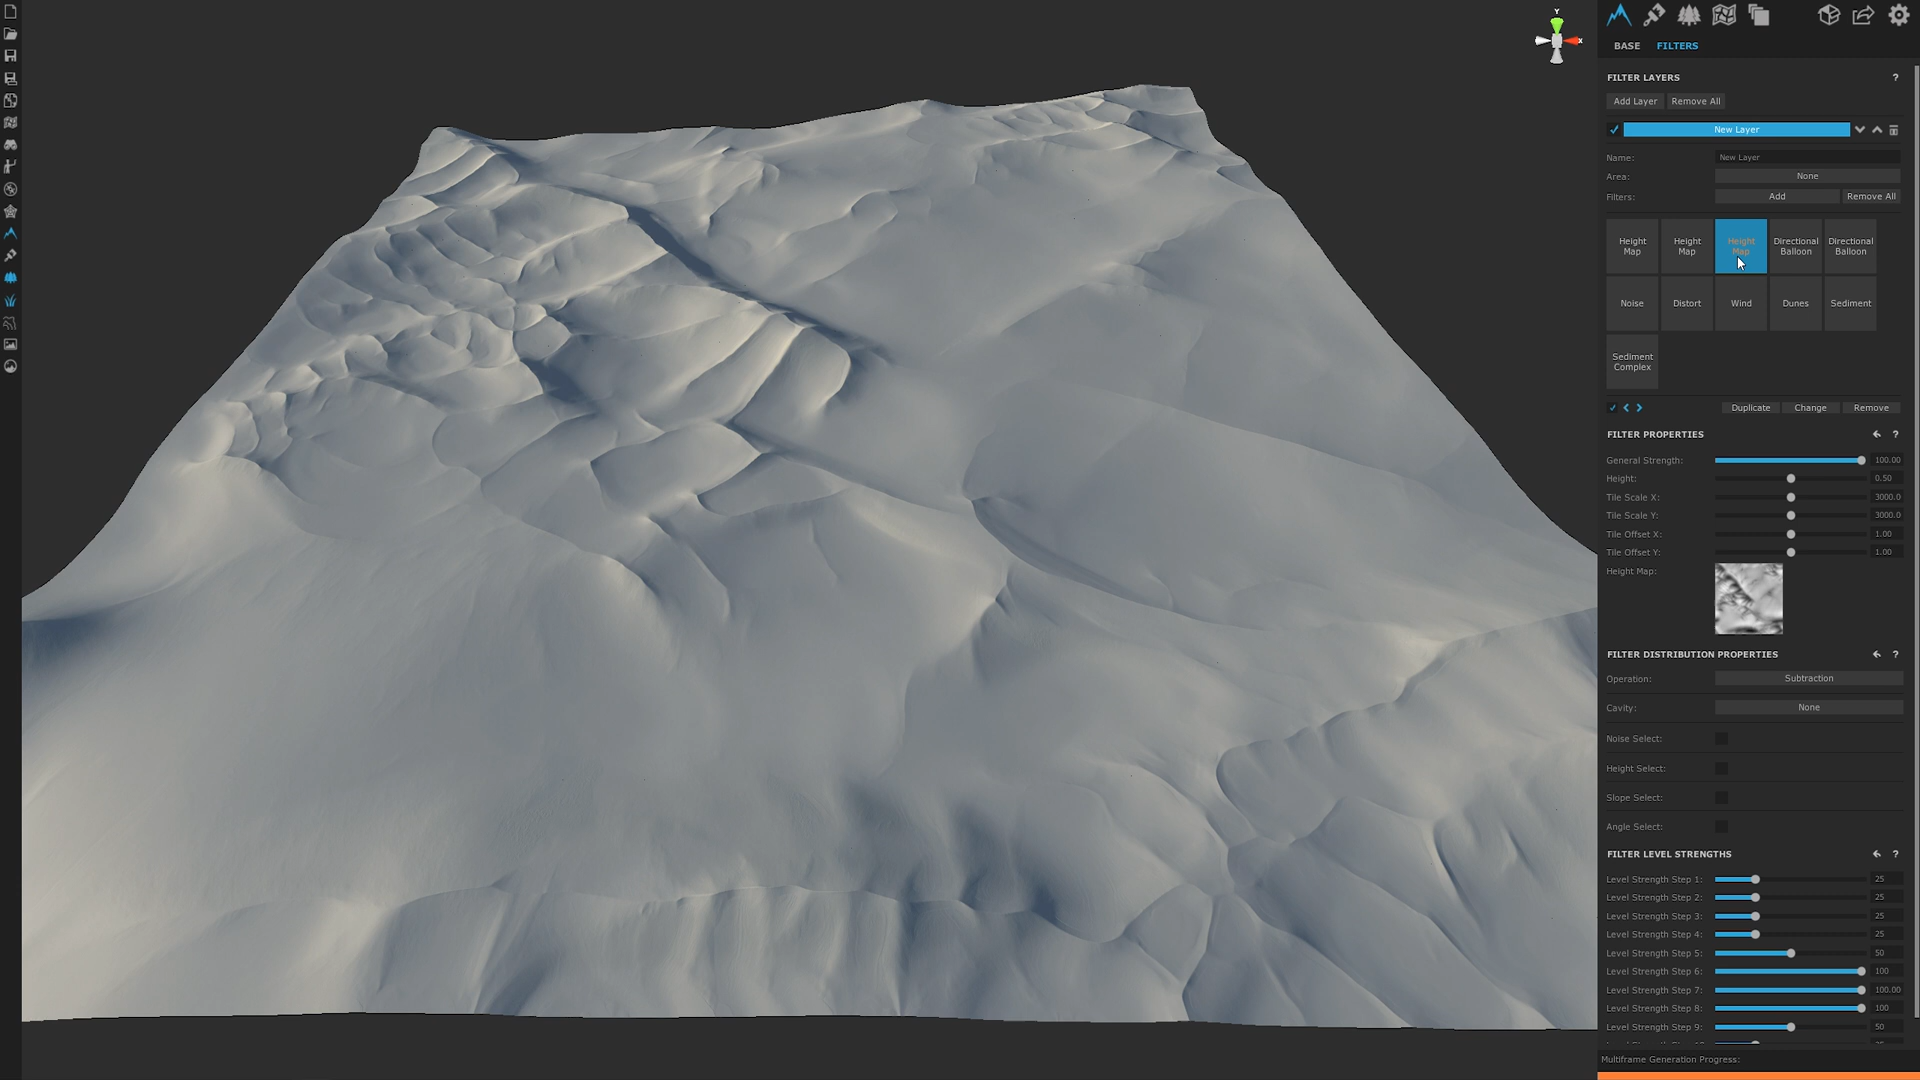 Y
x
BASE FILTERS
FILTER LAYERS ?
Add Layer Remove All
New Layer
Name: New Layer
Area: None
Filters: Add Remove All
Height Map Height Map Height Map Directional Balloon Directional Balloon
Noise Distort Wind Dunes Sediment
Sediment Complex
Duplicate Change Remove
FILTER PROPERTIES ?
General Strength: 100.00
Height: 0.50
Tile Scale X: 3000.0
Tile Scale Y: 3000.0
Tile Offset X: 1.00
Tile Offset Y: 1.00
Height Map:
FILTER DISTRIBUTION PROPERTIES ?
Operation: Subtraction
Cavity: None
Noise Select:
Height Select:
Slope Select:
Angle Select:
FILTER LEVEL STRENGTHS ?
Level Strength Step 1: 25
Level Strength Step 2: 25
Level Strength Step 3: 25
Level Strength Step 4: 25
Level Strength Step 5: 50
Level Strength Step 6: 100
Level Strength Step 7: 100.00
Level Strength Step 8: 100
Level Strength Step 9: 50
Multiframe Generation Progress: